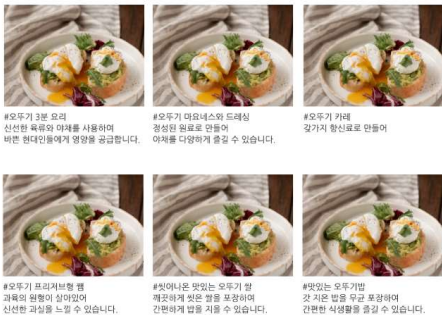 #오뚜기 3분 요리
신선한 육류와 야채를 사용하여
바쁜 현대인들에게 영양을 공급합니다.
#오뚜기 마요네스와 드레싱
정성된 원료로 만들어
야채를 다양하게 즐길 수 있습니다.
#오뚜기 카레
갖가지 향신료로 만들어
#오뚜기 프리저브형 쨈
과육의 원형이 살아있어
신선한 과실을 느낄 수 있습니다.
#씻어나온 맛있는 오뚜기 쌀
깨끗하게 씻은 쌀을 포장하여
간편하게 밥을 지을 수 있습니다.
#맛있는 오뚜기밥
갓 지은 밥을 무균 포장하여
간편한 식생활을 즐길 수 있습니다.